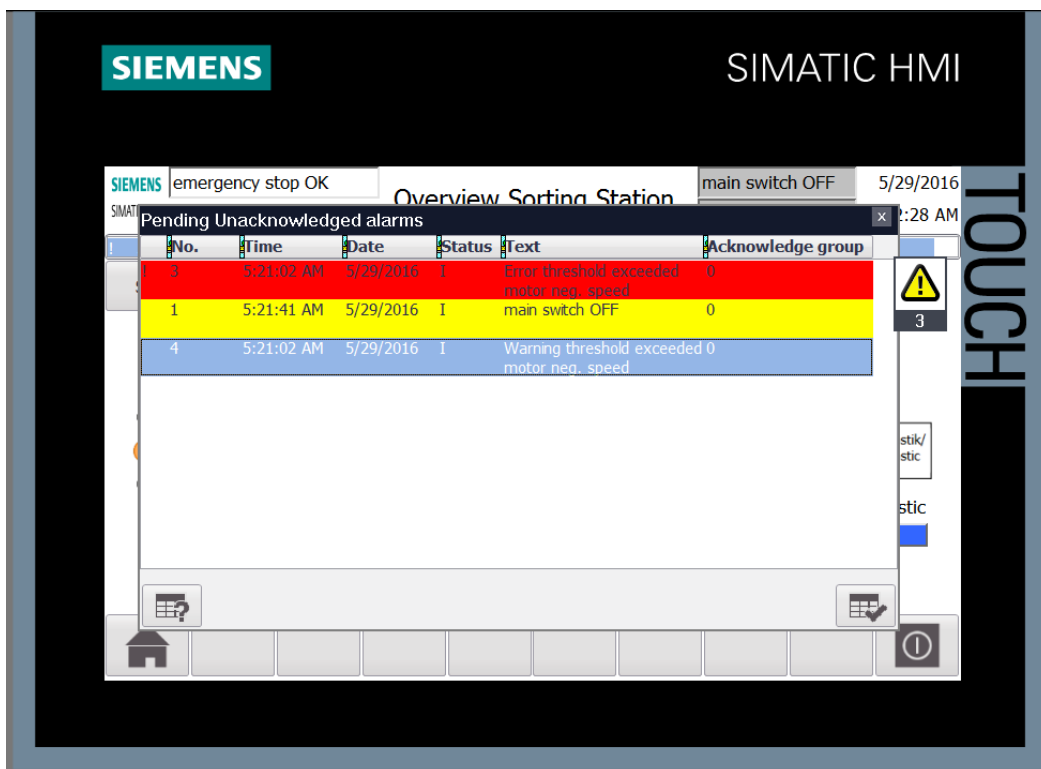 SIEMENS
SIMATIC HMI
TOUCH
SIEMENS emergency stop OK Overview Sorting Station main switch OFF 5/29/2016
SIMATI :28 AM
Pending Unacknowledged alarms x
No. Time Date Status Text Acknowledge group
! 3 5:21:02 AM 5/29/2016 I Error threshold exceeded 0
motor neg. speed
1 5:21:41 AM 5/29/2016 I main switch OFF 0
4 5:21:02 AM 5/29/2016 I Warning threshold exceeded 0
motor neg. speed
3
stik/
stic
stic